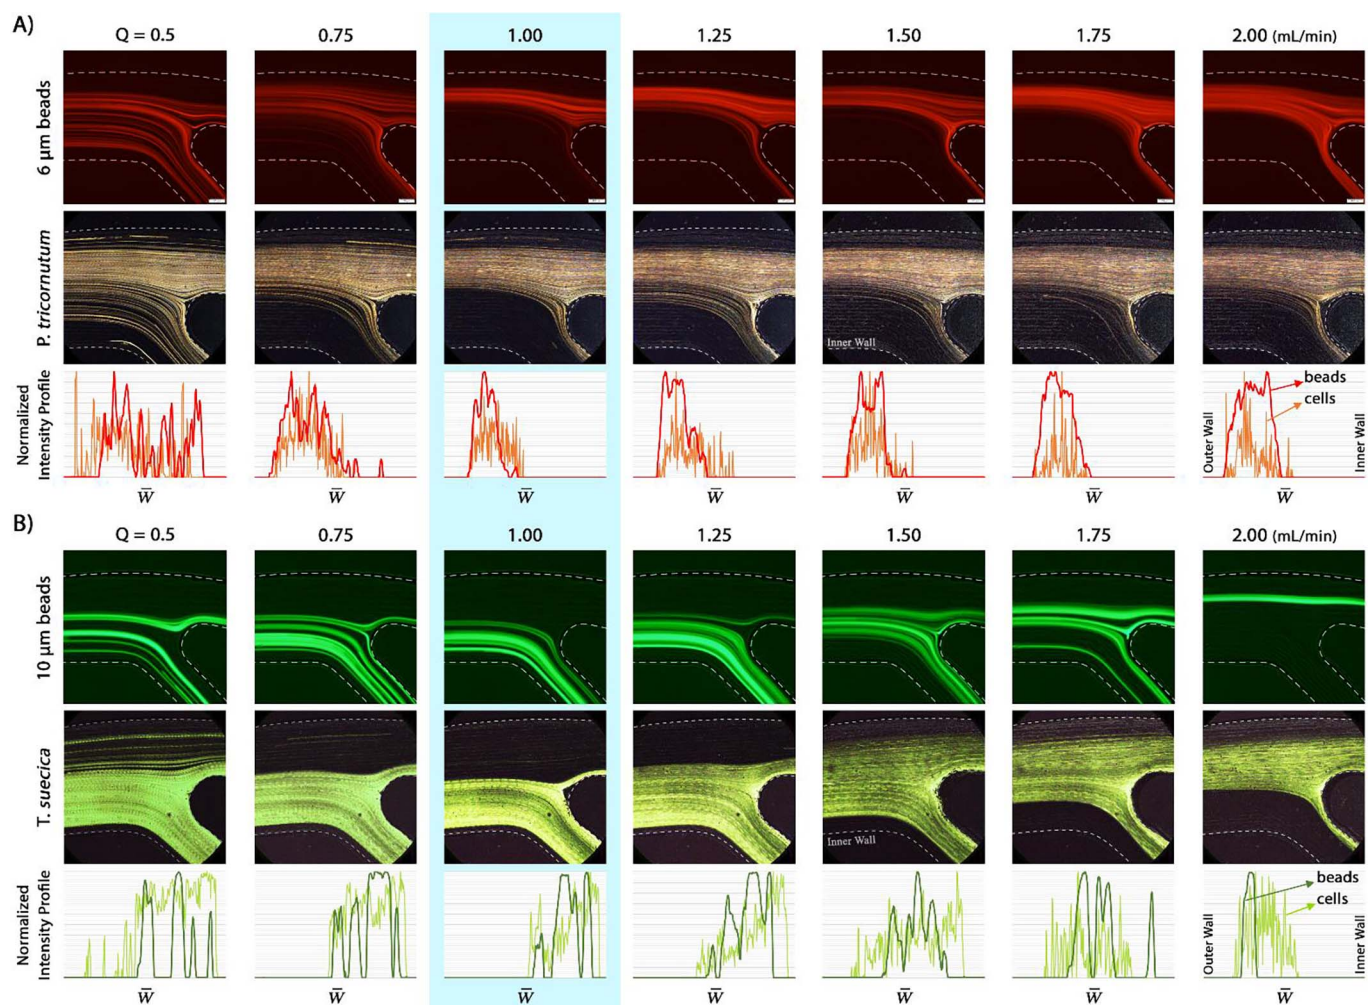 A)
Q = 0.5 0.75 1.00 1.25 1.50 1.75 2.00 (mL/min)
6 µm beads
P. tricornutum
Inner Wall
Normalized
Intensity Profile
beads
cells
Outer Wall
Inner Wall
W̅ W̅ W̅ W̅ W̅ W̅ W̅
B)
Q = 0.5 0.75 1.00 1.25 1.50 1.75 2.00 (mL/min)
10 µm beads
T. suecica
Inner Wall
Normalized
Intensity Profile
beads
cells
Outer Wall
Inner Wall
W̅ W̅ W̅ W̅ W̅ W̅ W̅